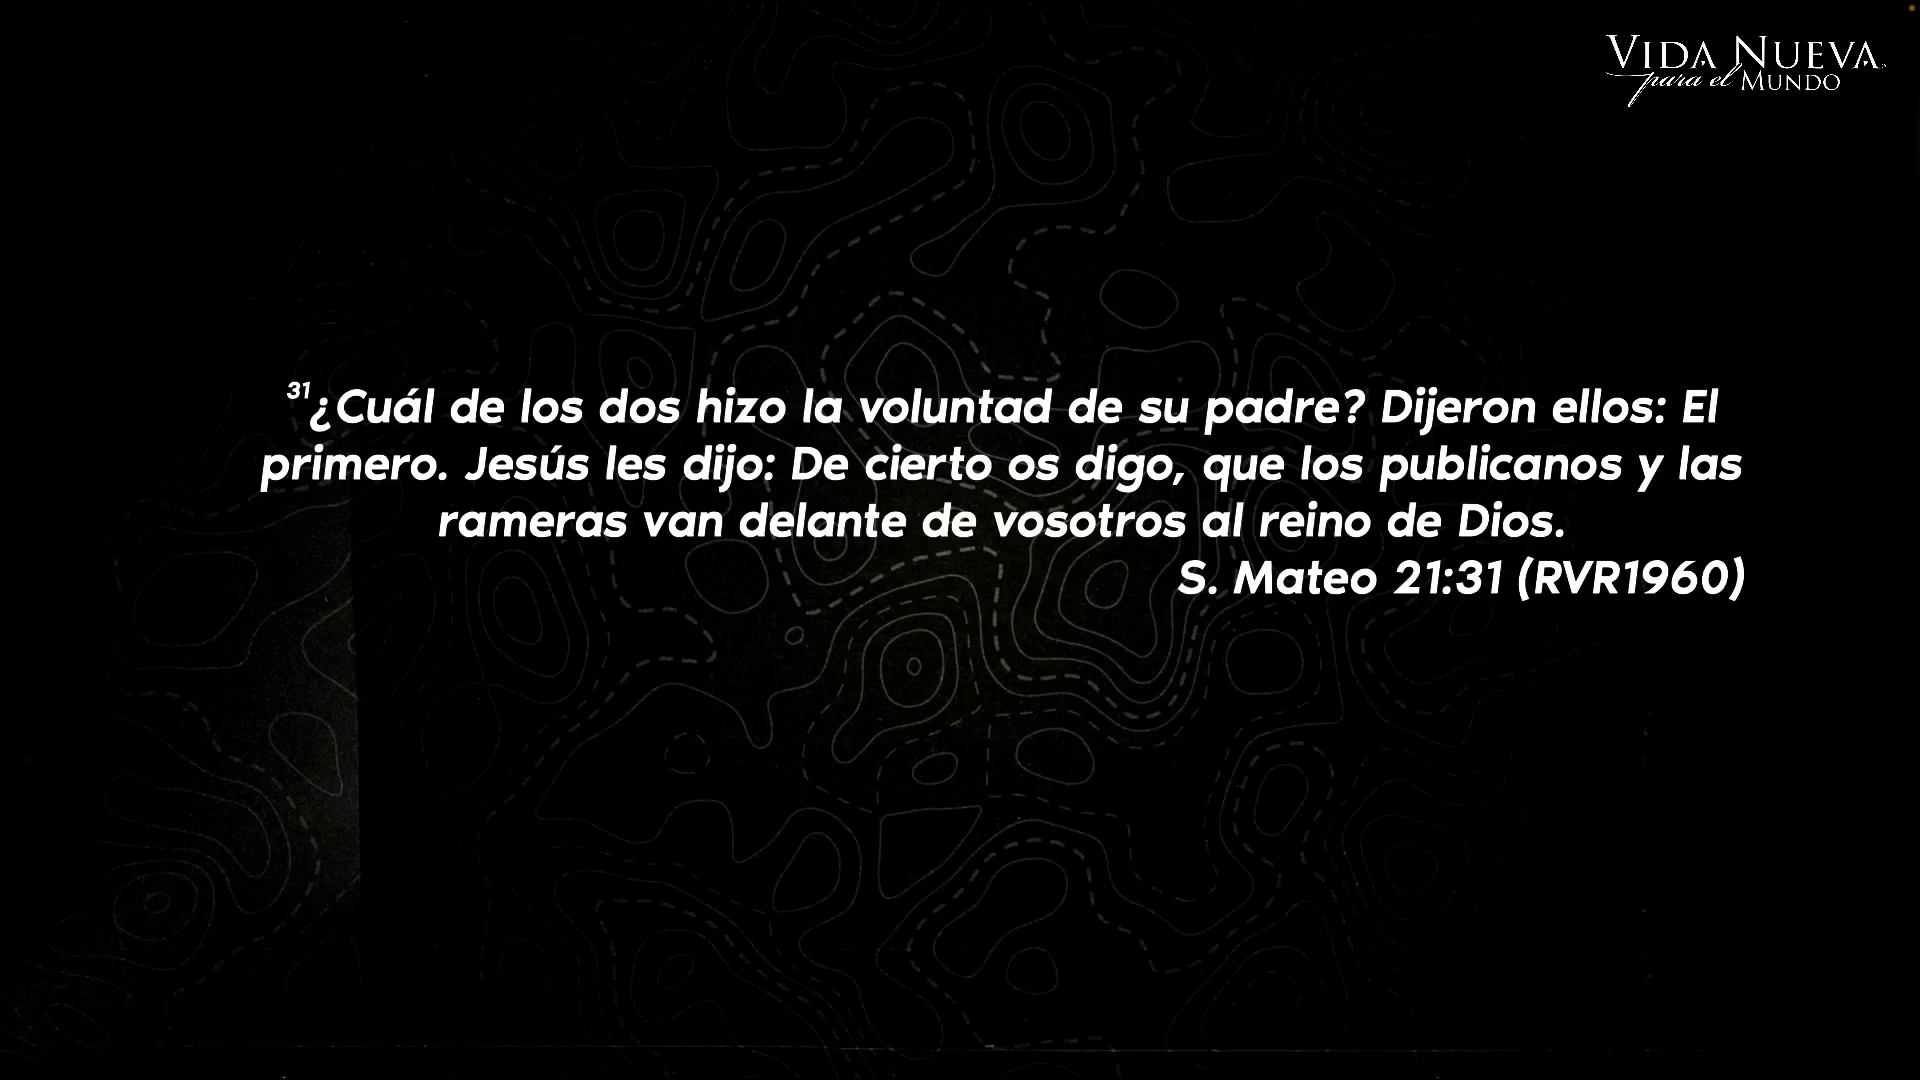 VIDA NUEVA
para el MUNDO
31¿Cuál de los dos hizo la voluntad de su padre? Dijeron ellos: El
primero. Jesús les dijo: De cierto os digo, que los publicanos y las
rameras van delante de vosotros al reino de Dios.
S. Mateo 21:31 (RVR1960)